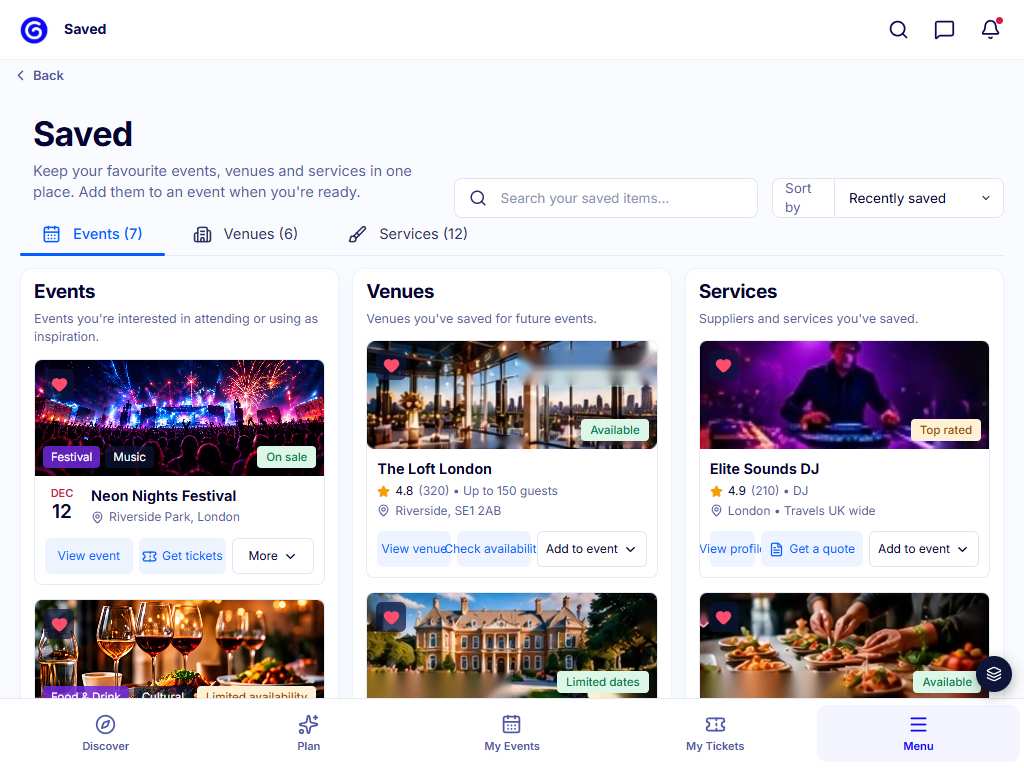 Saved
Back
Saved
Keep your favourite events, venues and services in one
place. Add them to an event when you're ready.
Search your saved items...
Sort
by
Recently saved
Events (7)
Venues (6)
Services (12)
Events
Events you're interested in attending or using as
inspiration.
Festival
Music
On sale
DEC
12
Neon Nights Festival
Riverside Park, London
View event
Get tickets
More
Food & Drink
Cultural
Limited availability
Venues
Venues you've saved for future events.
Available
The Loft London
4.8 (320) • Up to 150 guests
Riverside, SE1 2AB
View venue
Check availabilit
Add to event
Limited dates
Services
Suppliers and services you've saved.
Top rated
Elite Sounds DJ
4.9 (210) • DJ
London • Travels UK wide
View profil
Get a quote
Add to event
Available
Discover
Plan
My Events
My Tickets
Menu